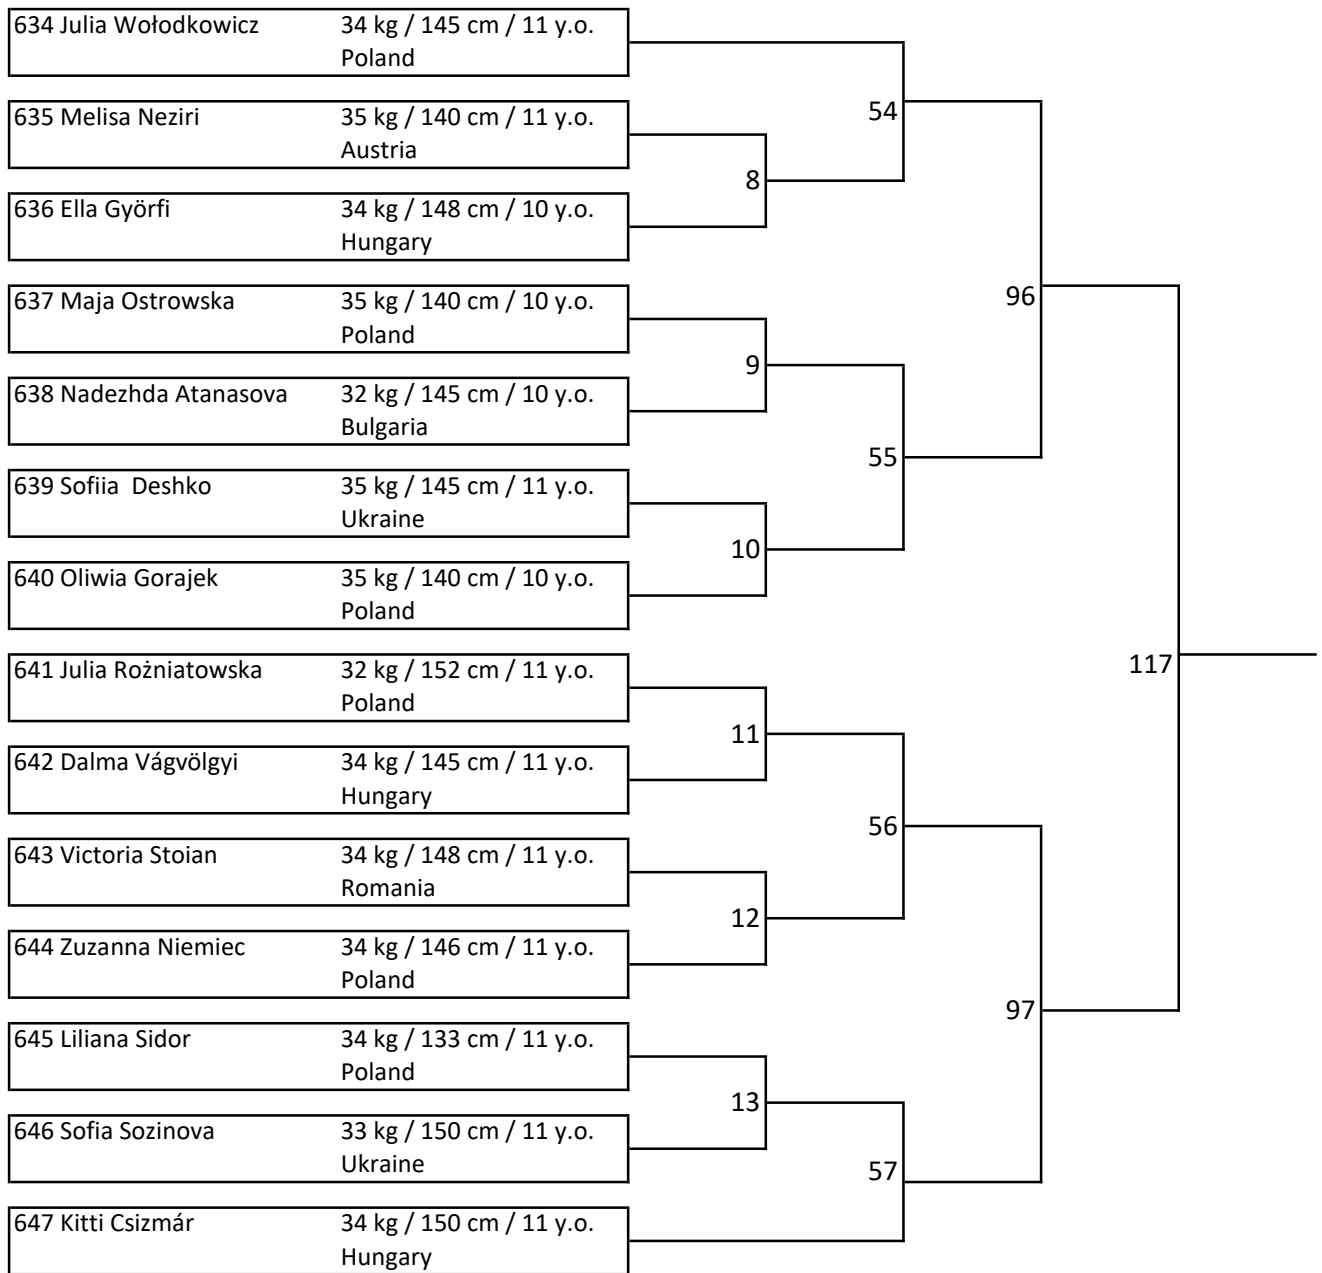 634 Julia Wołodkowicz 34 kg / 145 cm / 11 y.o.
Poland
54
635 Melisa Neziri 35 kg / 140 cm / 11 y.o.
Austria
8
636 Ella Györfi 34 kg / 148 cm / 10 y.o.
Hungary
637 Maja Ostrowska 35 kg / 140 cm / 10 y.o.
96
Poland
9
638 Nadezhda Atanasova 32 kg / 145 cm / 10 y.o.
Bulgaria
55
639 Sofiia  Deshko 35 kg / 145 cm / 11 y.o.
Ukraine
10
640 Oliwia Gorajek 35 kg / 140 cm / 10 y.o.
Poland
641 Julia Rożniatowska 32 kg / 152 cm / 11 y.o.
117
Poland
11
642 Dalma Vágvölgyi 34 kg / 145 cm / 11 y.o.
Hungary
56
643 Victoria Stoian 34 kg / 148 cm / 11 y.o.
Romania
12
644 Zuzanna Niemiec 34 kg / 146 cm / 11 y.o.
Poland
97
645 Liliana Sidor 34 kg / 133 cm / 11 y.o.
Poland
13
646 Sofia Sozinova 33 kg / 150 cm / 11 y.o.
Ukraine
57
647 Kitti Csizmár 34 kg / 150 cm / 11 y.o.
Hungary